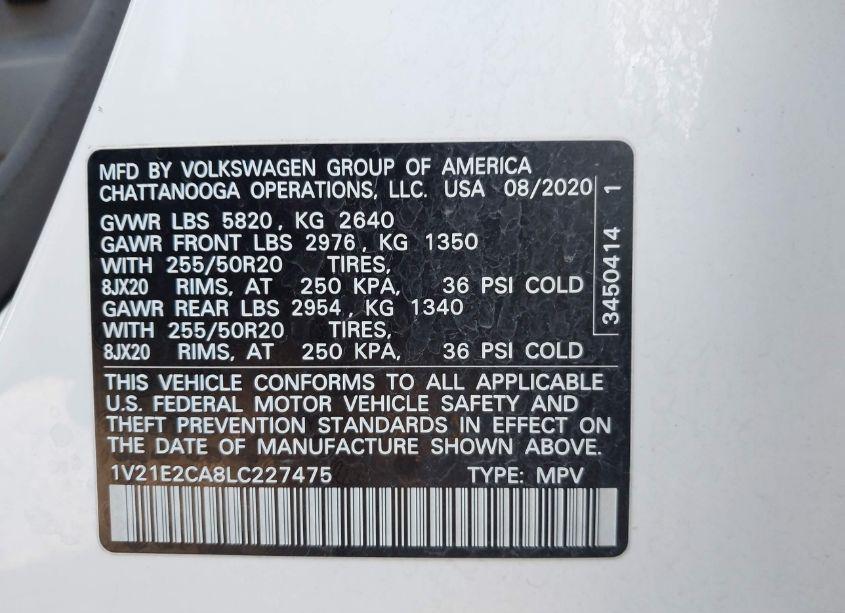 MFD BY VOLKSWAGEN GROUP OF AMERICA
CHATTANOOGA OPERATIONS, LLC. USA 08/2020
GVWR LBS 5820, KG 2640
GAWR FRONT LBS 2976, KG 1350
WITH 255/50R20 TIRES,
8JX20 RIMS, AT 250 KPA, 36 PSI COLD
GAWR REAR LBS 2954, KG 1340
WITH 255/50R20 TIRES,
8JX20 RIMS, AT 250 KPA, 36 PSI COLD
3450414 1
THIS VEHICLE CONFORMS TO ALL APPLICABLE
U.S. FEDERAL MOTOR VEHICLE SAFETY AND
THEFT PREVENTION STANDARDS IN EFFECT ON
THE DATE OF MANUFACTURE SHOWN ABOVE.
1V21E2CA8LC227475 TYPE: MPV